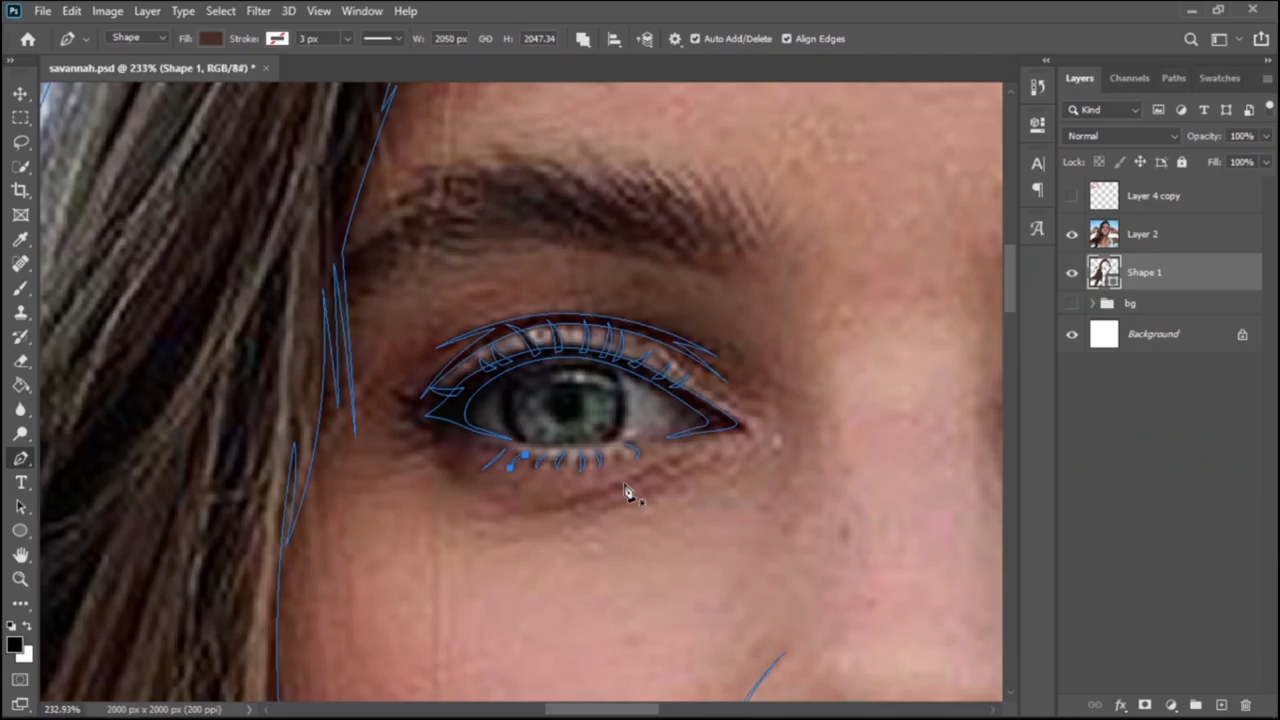 Ps File Edit Image Layer Type Select Filter 3D View Window Help
Shape Fill: Stroke: 3 px W: 2050 px H: 2047.34 Auto Add/Delete Align Edges
savannah.psd @ 233% (Shape 1, RGB/8#) * ×
Layers Channels Paths Swatches
Kind
Normal Opacity: 100%
Lock: Fill: 100%
Layer 4 copy
Layer 2
Shape 1
bg
Background
232.93% 2000 px x 2000 px (200 ppi)